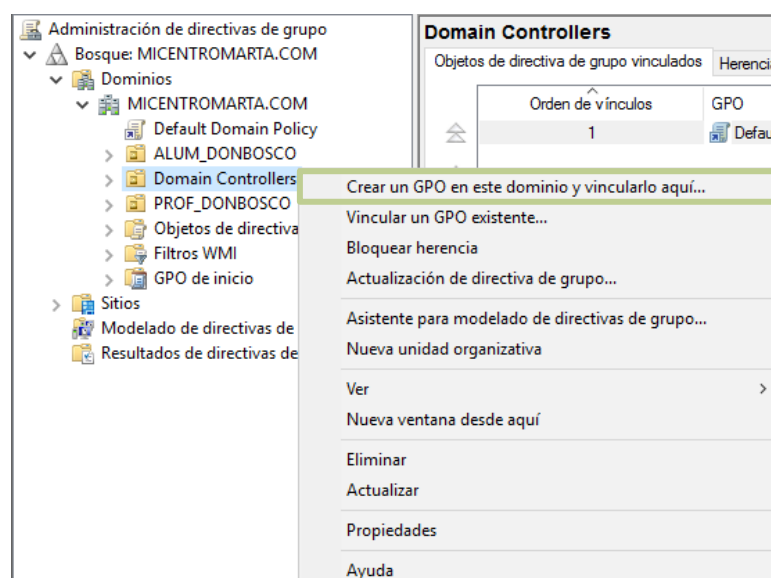 Administración de directivas de grupo
Bosque: MICENTROMARTA.COM
Dominios
MICENTROMARTA.COM
Default Domain Policy
ALUM_DONBOSCO
Domain Controllers
PROF_DONBOSCO
Objetos de directiva
Filtros WMI
GPO de inicio
Sitios
Modelado de directivas de
Resultados de directivas de
Domain Controllers
Objetos de directiva de grupo vinculados Herencia
Orden de vínculos GPO
1 Defau
Crear un GPO en este dominio y vincularlo aquí...
Vincular un GPO existente...
Bloquear herencia
Actualización de directiva de grupo...
Asistente para modelado de directivas de grupo...
Nueva unidad organizativa
Ver
Nueva ventana desde aquí
Eliminar
Actualizar
Propiedades
Ayuda